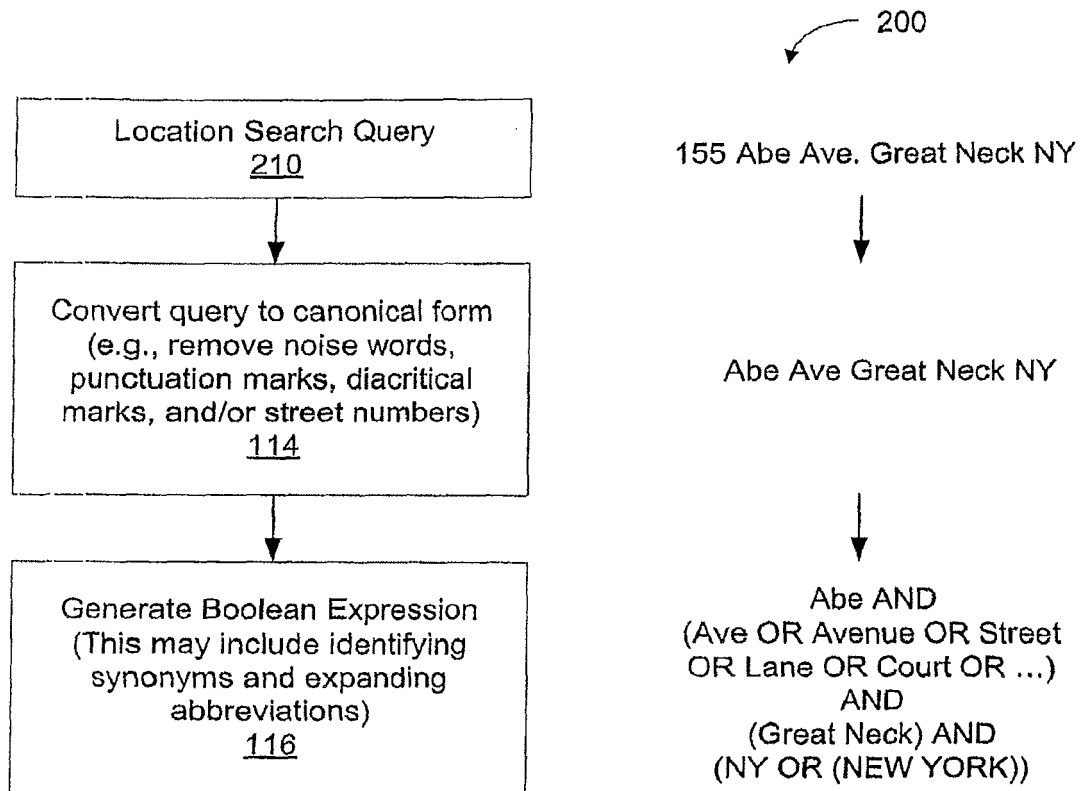 200
Location Search Query
210
155 Abe Ave. Great Neck NY
Convert query to canonical form
(e.g., remove noise words,
punctuation marks, diacritical
marks, and/or street numbers)
114
Abe Ave Great Neck NY
Generate Boolean Expression
(This may include identifying
synonyms and expanding
abbreviations)
116
Abe AND
(Ave OR Avenue OR Street
OR Lane OR Court OR ...)
AND
(Great Neck) AND
(NY OR (NEW YORK))